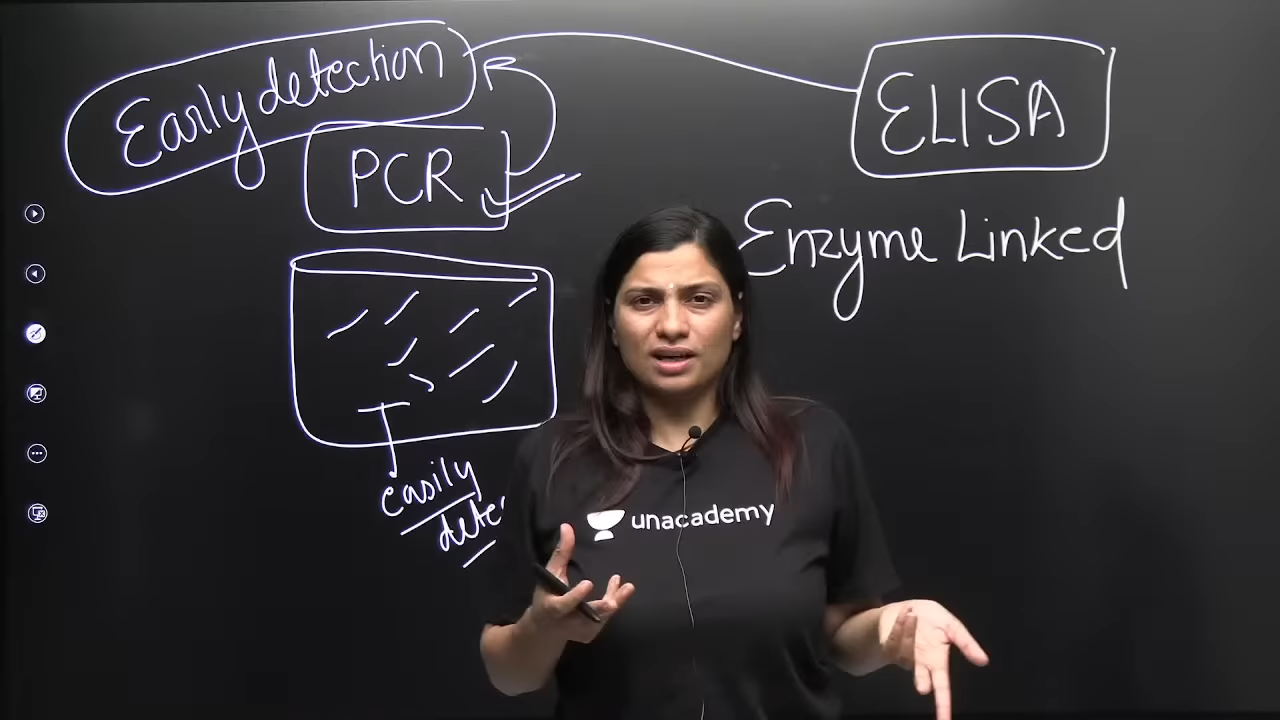 Early detection
PCR
easily
ELISA
Enzyme Linked
unacademy